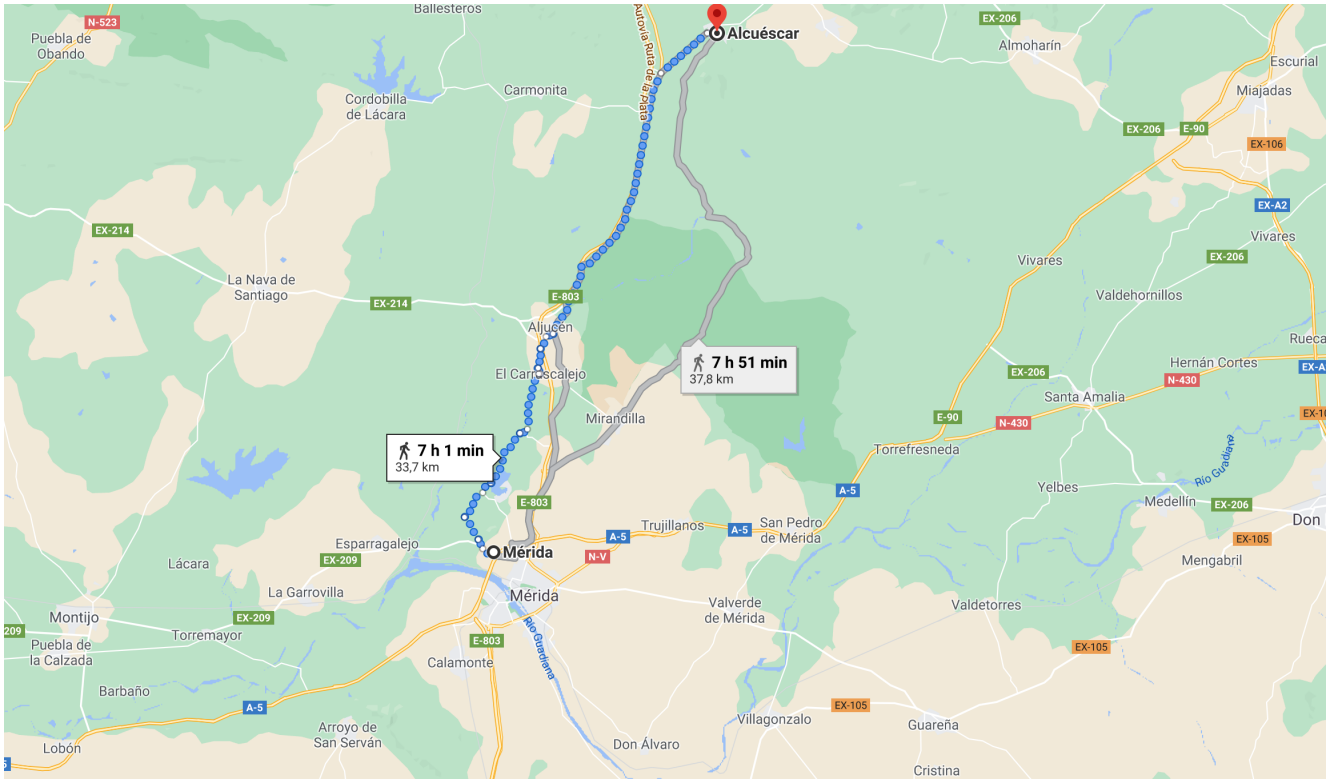 Ballesteros
N-523
EX-206
Puebla de
Obando
Autovía Ruta de la Plata
Alcuéscar
Almoharín
Escurial
Carmonita
Miajadas
Cordobilla
de Lácara
EX-206
E-90
EX-106
EX-A2
EX-214
Vivares
EX-206
Vivares
La Nava de
Santiago
EX-214
E-803
Valdehornillos
Aljucén
7 h 51 min
37,8 km
Hernán Cortes
El Carrascalejo
EX-206
N-430
Santa Amalia
Mirandilla
E-90
N-430
7 h 1 min
33,7 km
Torrefresneda
Río Guadiana
A-5
Yelbes
Medellín
EX-206
E-803
Trujillanos
A-5
San Pedro
de Mérida
Don
A-5
EX-105
Esparragalejo
Mérida
N-V
EX-209
Lácara
Mengabril
La Garrovilla
Mérida
Valverde
de Mérida
Valdetorres
Montijo
EX-209
209
Torremayor
Río Guadiana
E-803
EX-105
Puebla de
la Calzada
Calamonte
Barbaño
A-5
EX-105
Villagonzalo
Guareña
Arroyo de
San Serván
Lobón
Don Álvaro
Cristina